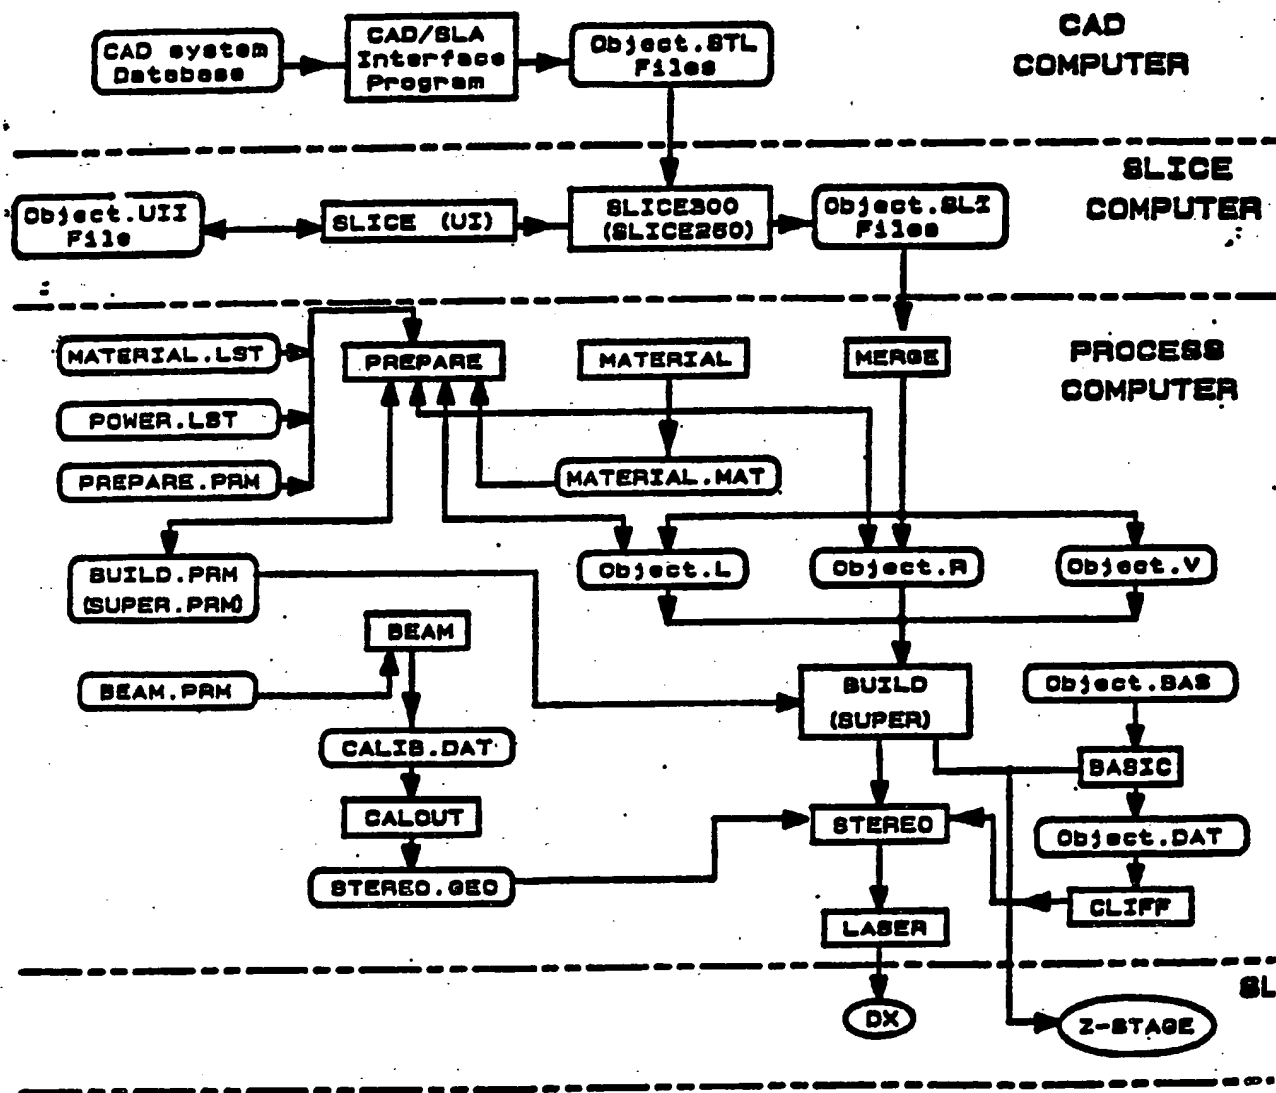 CAD system
Database
CAD/SLA
Interface
Program
Object.STL
Files
CAD
COMPUTER
SLICE
COMPUTER
Object.UII
File
SLICE (UI)
SLICE300
(SLICE250)
Object.SLI
Files
PROCESS
COMPUTER
MATERIAL.LST
PREPARE
MATERIAL
MERGE
POWER.LST
PREPARE.PRM
MATERIAL.MAT
BUILD.PRM
(SUPER.PRM)
Object.L
Object.R
Object.V
BEAM
BEAM.PRM
BUILD
(SUPER)
Object.BAS
CALIB.DAT
BASIC
CALOUT
STEREO
Object.DAT
STEREO.GEO
CLIFF
LASER
SL
DX
Z-STAGE